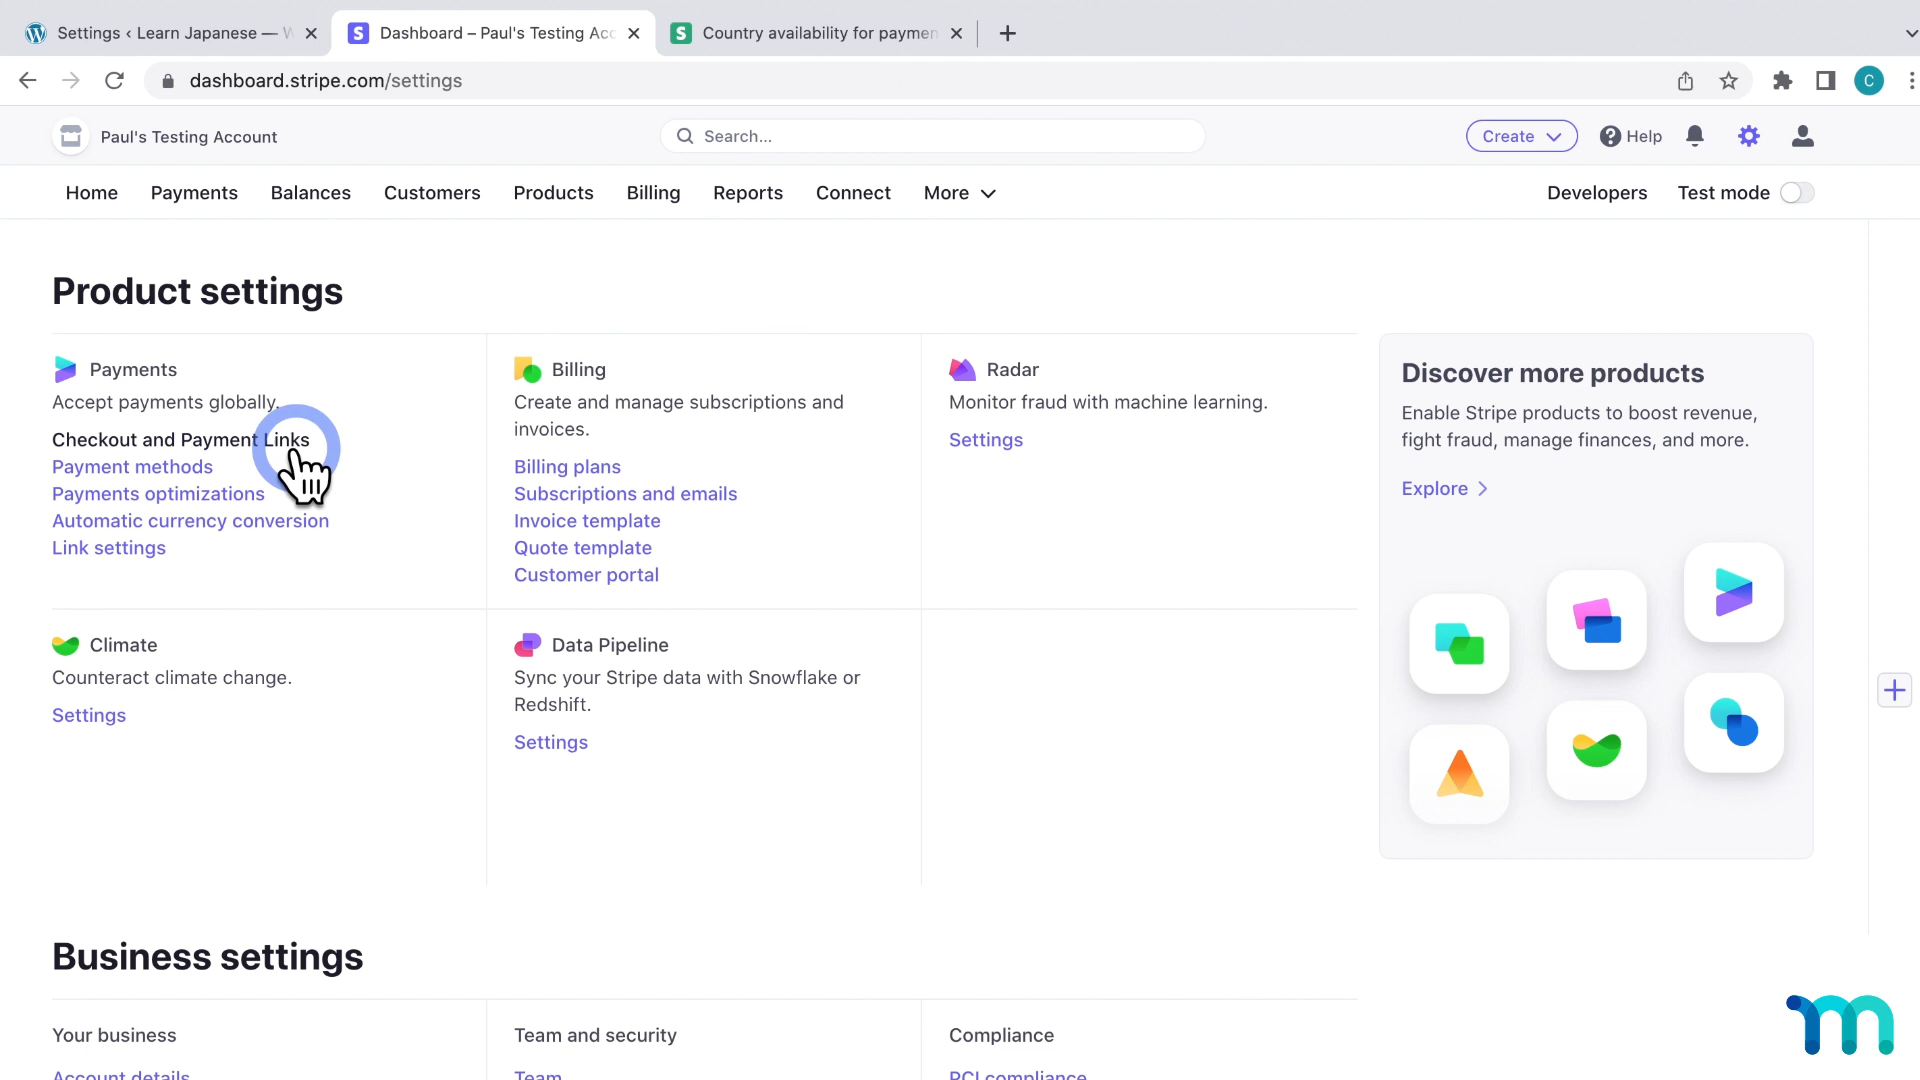 Settings ‹ Learn Japanese —
Dashboard – Paul's Testing Acc
Country availability for paymen
dashboard.stripe.com/settings
C
Paul's Testing Account
Search...
Create
Help
Home
Payments
Balances
Customers
Products
Billing
Reports
Connect
More
Developers
Test mode
Product settings
Payments
Accept payments globally.
Checkout and Payment Links
Payment methods
Payments optimizations
Automatic currency conversion
Link settings
Billing
Create and manage subscriptions and
invoices.
Billing plans
Subscriptions and emails
Invoice template
Quote template
Customer portal
Radar
Monitor fraud with machine learning.
Settings
Discover more products
Enable Stripe products to boost revenue,
fight fraud, manage finances, and more.
Explore
Climate
Counteract climate change.
Settings
Data Pipeline
Sync your Stripe data with Snowflake or
Redshift.
Settings
Business settings
Your business
Account details
Team and security
Team
Compliance
PCI compliance